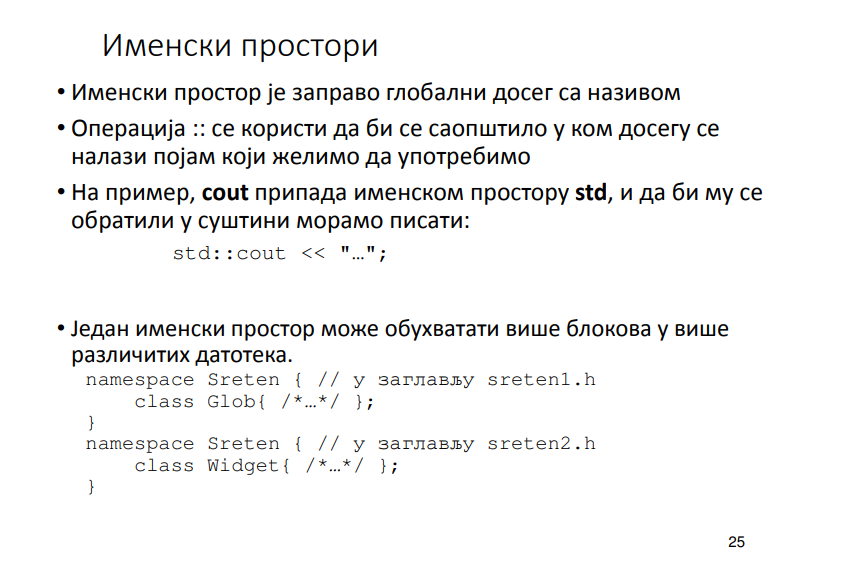 Именски простори
• Именски простор је заправо глобални досег са називом
• Операција :: се користи да би се саопштило у ком досегу се
налази појам који желимо да употребимо
• На пример, cout припада именском простору std, и да би му се
обратили у суштини морамо писати:
std::cout << "…";
• Један именски простор може обухватати више блокова у више
различитих датотека.
namespace Sreten { // у заглављу sreten1.h
    class Glob{ /*…*/ };
}
namespace Sreten { // у заглављу sreten2.h
    class Widget{ /*…*/ };
}
25